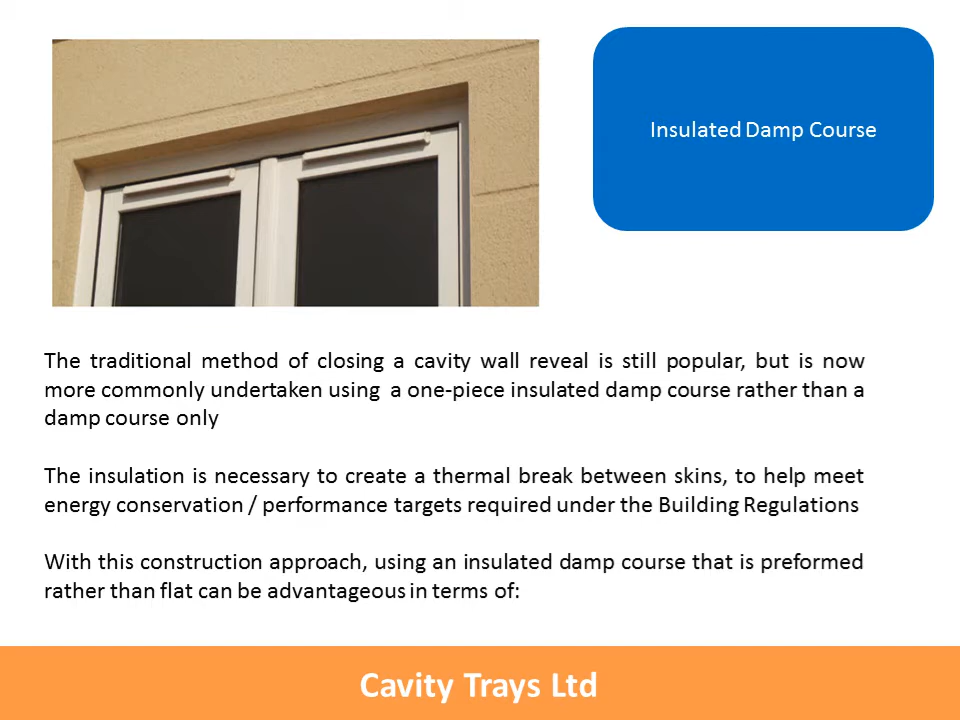 Insulated Damp Course
The traditional method of closing a cavity wall reveal is still popular, but is now
more commonly undertaken using a one-piece insulated damp course rather than a
damp course only
The insulation is necessary to create a thermal break between skins, to help meet
energy conservation / performance targets required under the Building Regulations
With this construction approach, using an insulated damp course that is preformed
rather than flat can be advantageous in terms of:
Cavity Trays Ltd